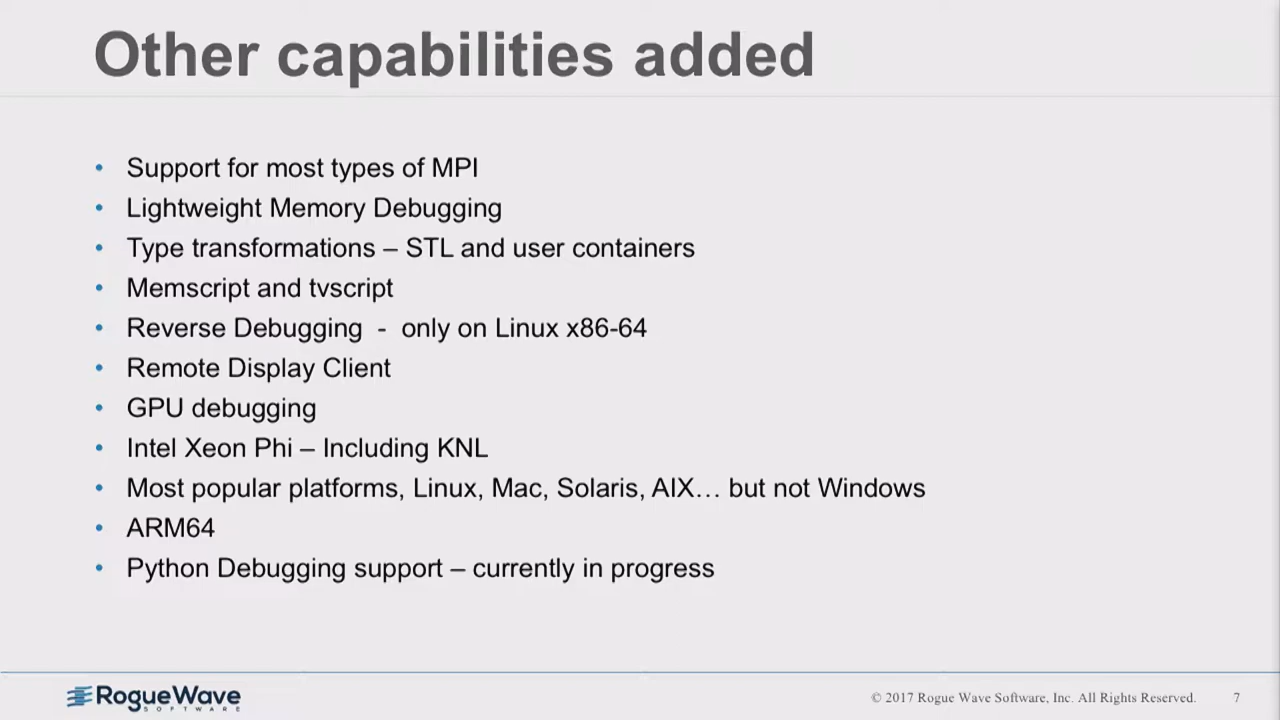 Other capabilities added
• Support for most types of MPI
• Lightweight Memory Debugging
• Type transformations – STL and user containers
• Memscript and tvscript
• Reverse Debugging - only on Linux x86-64
• Remote Display Client
• GPU debugging
• Intel Xeon Phi – Including KNL
• Most popular platforms, Linux, Mac, Solaris, AIX… but not Windows
• ARM64
• Python Debugging support – currently in progress
RogueWave
SOFTWARE
© 2017 Rogue Wave Software, Inc. All Rights Reserved. 7